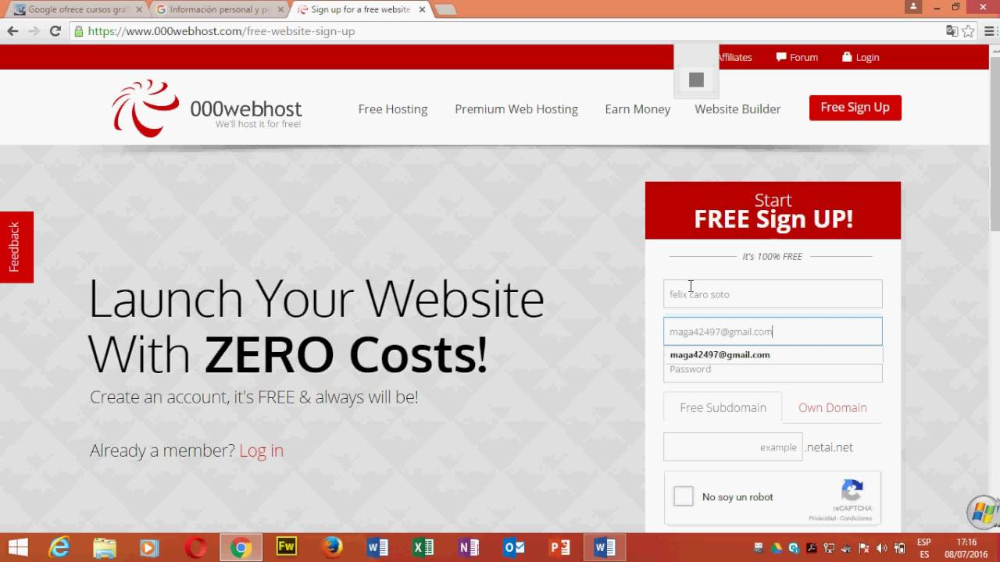 Google ofrece cursos gra
Información personal y p
Sign up for a free website
https://www.000webhost.com/free-website-sign-up
Affiliates
Forum
Login
000webhost
We'll host it for free!
Free Hosting
Premium Web Hosting
Earn Money
Website Builder
Free Sign Up
Feedback
Launch Your Website
With ZERO Costs!
Create an account, it's FREE & always will be!
Already a member? Log in
Start
FREE Sign UP!
It's 100% FREE
felix caro soto
maga42497@gmail.com
maga42497@gmail.com
Password
Free Subdomain
Own Domain
example
.netai.net
No soy un robot
reCAPTCHA
Privacidad - Condiciones
Fw
ESP
ES
17:16
08/07/2016